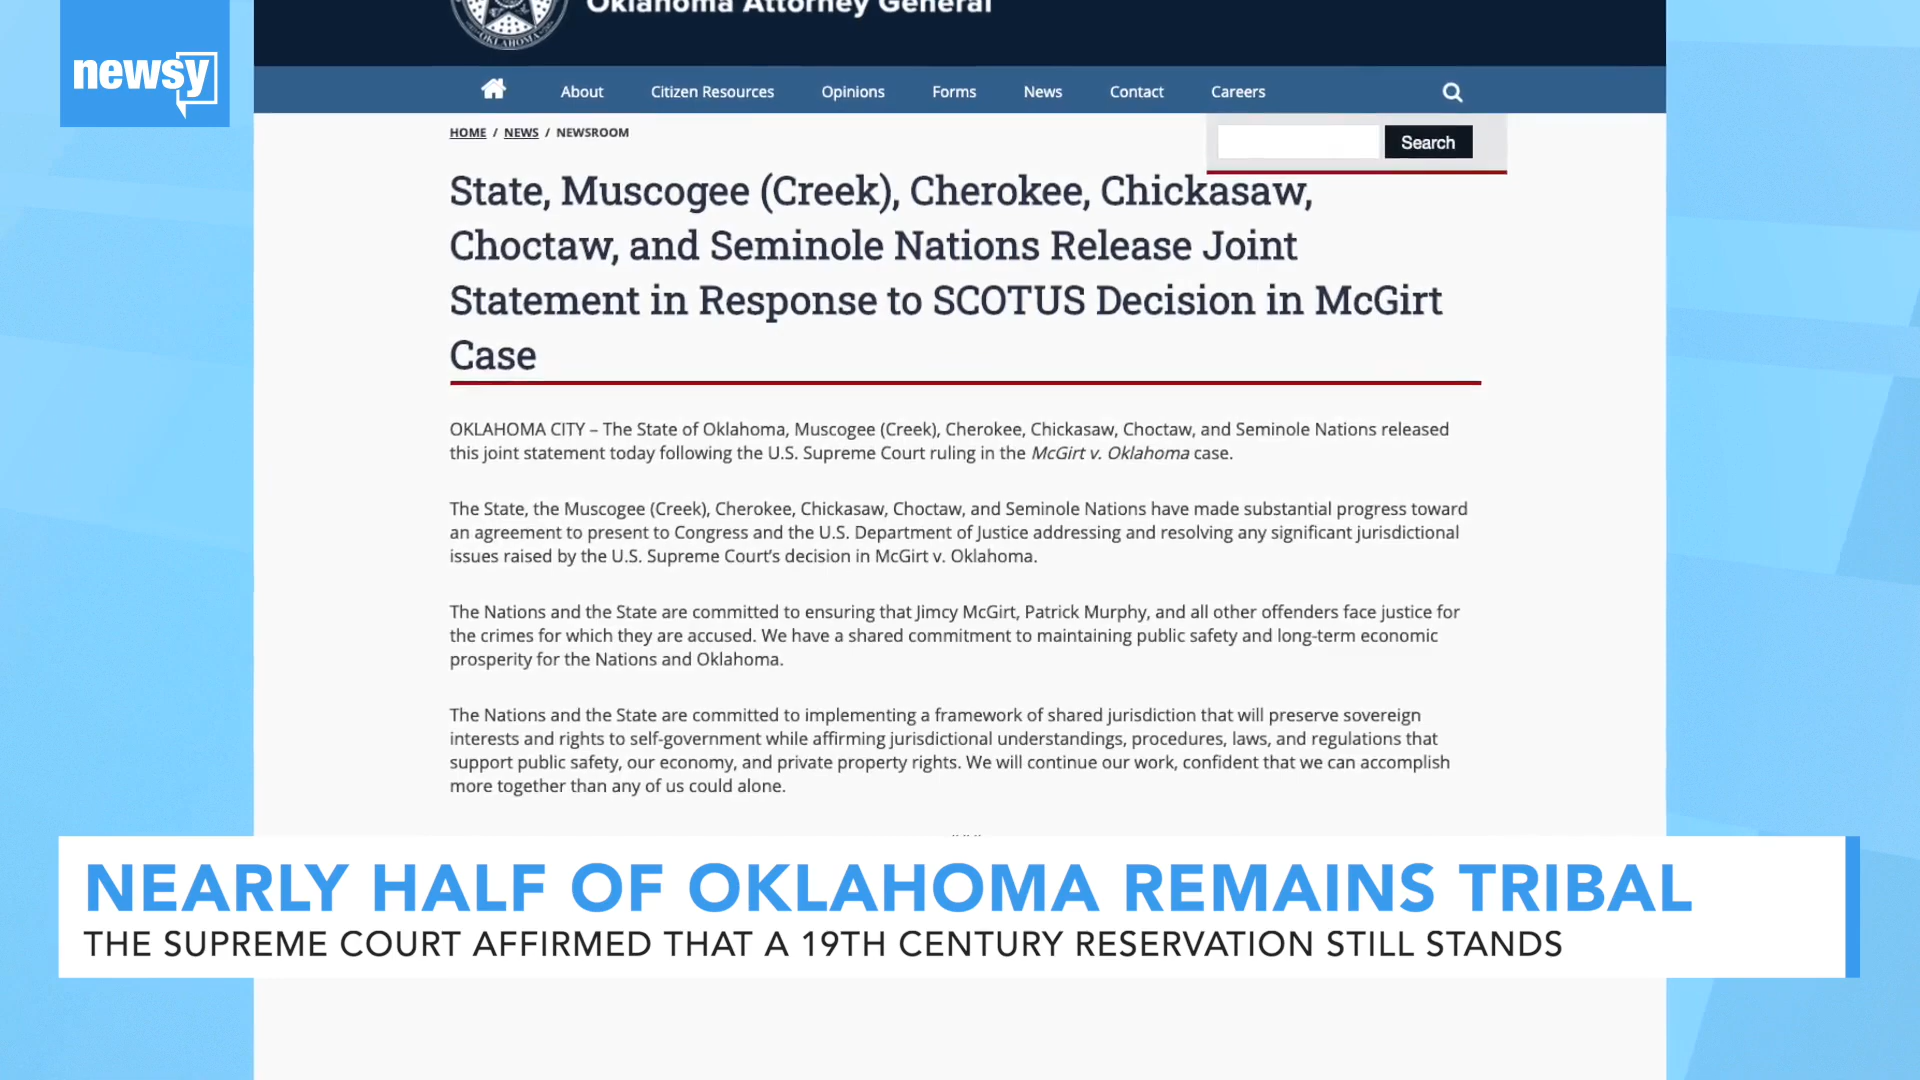 Oklahoma Attorney General
OKLAHOMA
newsy
About Citizen Resources Opinions Forms News Contact Careers
HOME / NEWS / NEWSROOM
Search
State, Muscogee (Creek), Cherokee, Chickasaw,
Choctaw, and Seminole Nations Release Joint
Statement in Response to SCOTUS Decision in McGirt
Case
OKLAHOMA CITY – The State of Oklahoma, Muscogee (Creek), Cherokee, Chickasaw, Choctaw, and Seminole Nations released
this joint statement today following the U.S. Supreme Court ruling in the McGirt v. Oklahoma case.
The State, the Muscogee (Creek), Cherokee, Chickasaw, Choctaw, and Seminole Nations have made substantial progress toward
an agreement to present to Congress and the U.S. Department of Justice addressing and resolving any significant jurisdictional
issues raised by the U.S. Supreme Court's decision in McGirt v. Oklahoma.
The Nations and the State are committed to ensuring that Jimcy McGirt, Patrick Murphy, and all other offenders face justice for
the crimes for which they are accused. We have a shared commitment to maintaining public safety and long-term economic
prosperity for the Nations and Oklahoma.
The Nations and the State are committed to implementing a framework of shared jurisdiction that will preserve sovereign
interests and rights to self-government while affirming jurisdictional understandings, procedures, laws, and regulations that
support public safety, our economy, and private property rights. We will continue our work, confident that we can accomplish
more together than any of us could alone.
NEARLY HALF OF OKLAHOMA REMAINS TRIBAL
THE SUPREME COURT AFFIRMED THAT A 19TH CENTURY RESERVATION STILL STANDS